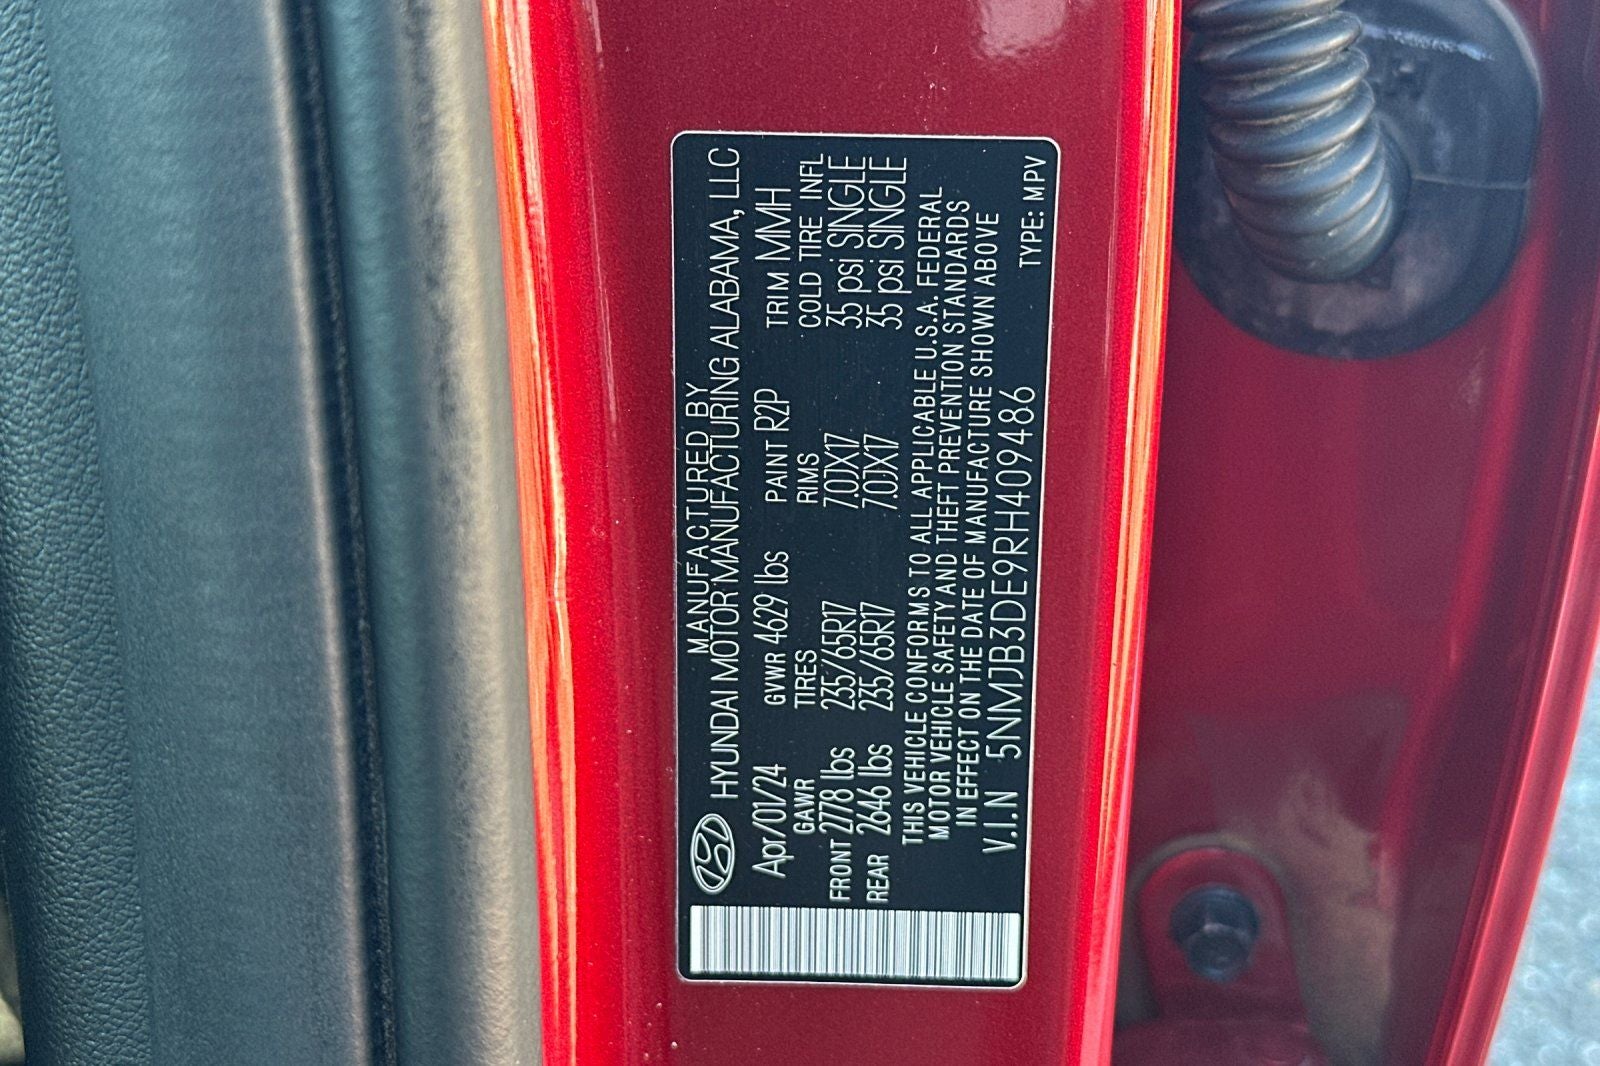 MANUFACTURED BY
HYUNDAI MOTOR MANUFACTURING ALABAMA, LLC
Apr/01/24 GVWR 4629 lbs PAINT R2P TRIM MMH
GAWR TIRES RIMS COLD TIRE INFL
FRONT 2778 lbs 235/65R17 7.0JX17 35 psi SINGLE
REAR 2646 lbs 235/65R17 7.0JX17 35 psi SINGLE
THIS VEHICLE CONFORMS TO ALL APPLICABLE U.S.A. FEDERAL
MOTOR VEHICLE SAFETY AND THEFT PREVENTION STANDARDS
IN EFFECT ON THE DATE OF MANUFACTURE SHOWN ABOVE
V.I.N 5NMJB3DE9RH409486 TYPE: MPV